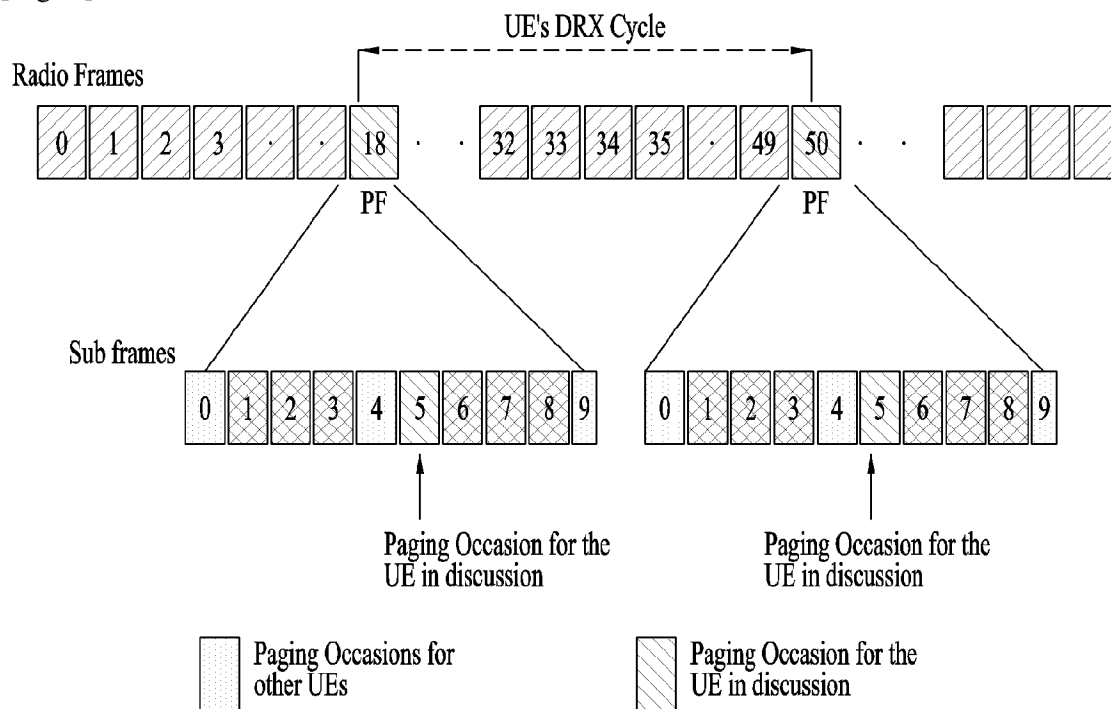 UE's DRX Cycle
Radio Frames
0 1 2 3 · · 18 · · 32 33 34 35 · 49 50 · ·
PF PF
Sub frames
0 1 2 3 4 5 6 7 8 9 0 1 2 3 4 5 6 7 8 9
Paging Occasion for the
UE in discussion
Paging Occasion for the
UE in discussion
Paging Occasions for
other UEs
Paging Occasion for the
UE in discussion